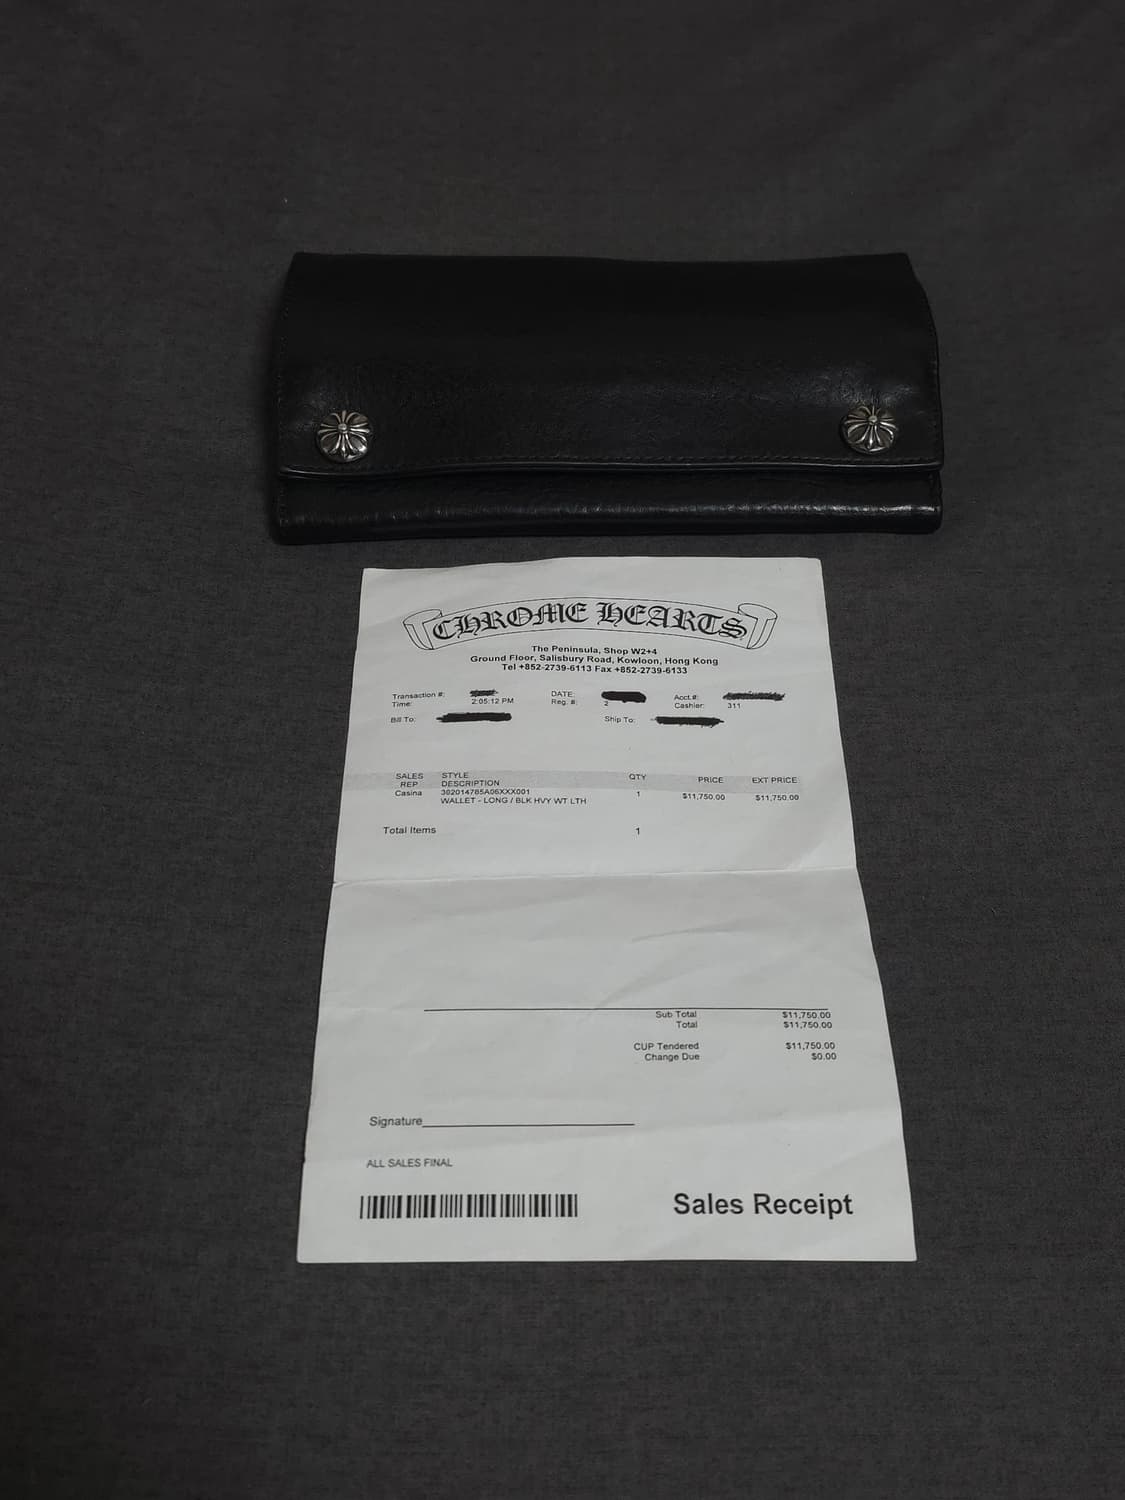 CHROME HEARTS
The Peninsula, Shop W2+4
Ground Floor, Salisbury Road, Kowloon, Hong Kong
Tel +852-2739-6113 Fax +852-2739-6133
Transaction #: DATE: Acct.#:
Time: 2:05:12 PM Reg. #: 2 Cashier: 311
Bill To: Ship To:
SALES REP STYLE DESCRIPTION QTY PRICE EXT PRICE
Casina 302014785A06XXX001 1 $11,750.00 $11,750.00
WALLET - LONG / BLK HVY WT LTH
Total Items 1
Sub Total $11,750.00
Total $11,750.00
CUP Tendered $11,750.00
Change Due $0.00
Signature
ALL SALES FINAL
Sales Receipt